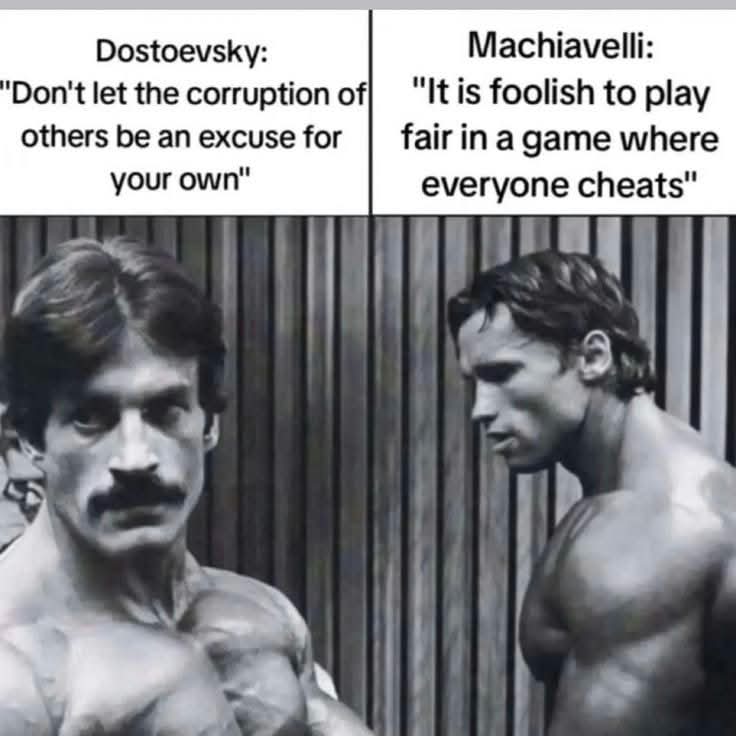 Dostoevsky:
"Don't let the corruption of
others be an excuse for
your own"
Machiavelli:
"It is foolish to play
fair in a game where
everyone cheats"